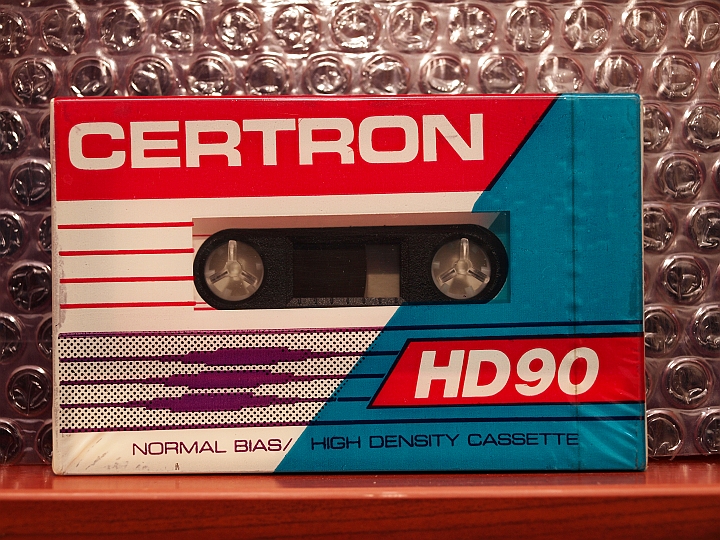 CERTRON
HD90
NORMAL BIAS/ HIGH DENSITY CASSETTE